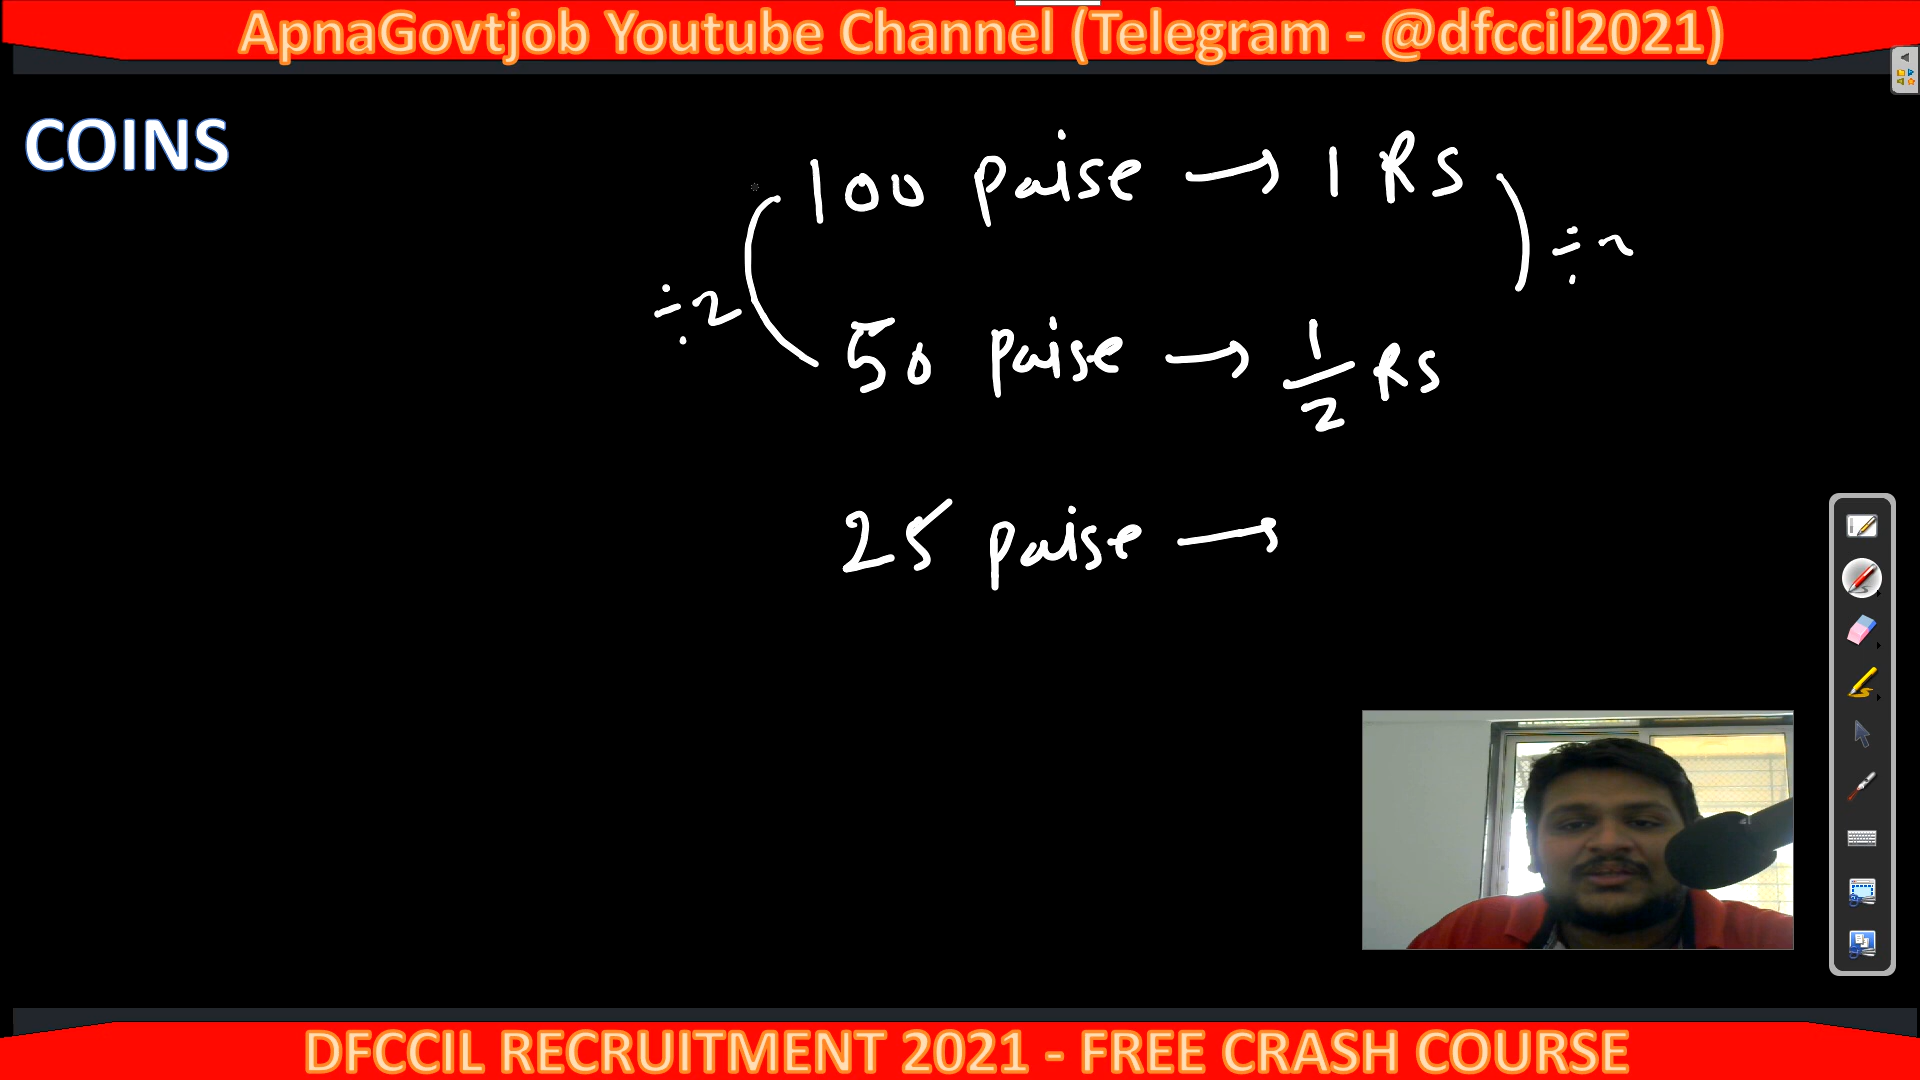 ApnaGovtjob Youtube Channel (Telegram - @dfccil2021)
COINS
100 paise → 1 RS
÷2
÷2
50 paise → 1/2 RS
25 paise →
DFCCIL RECRUITMENT 2021 - FREE CRASH COURSE